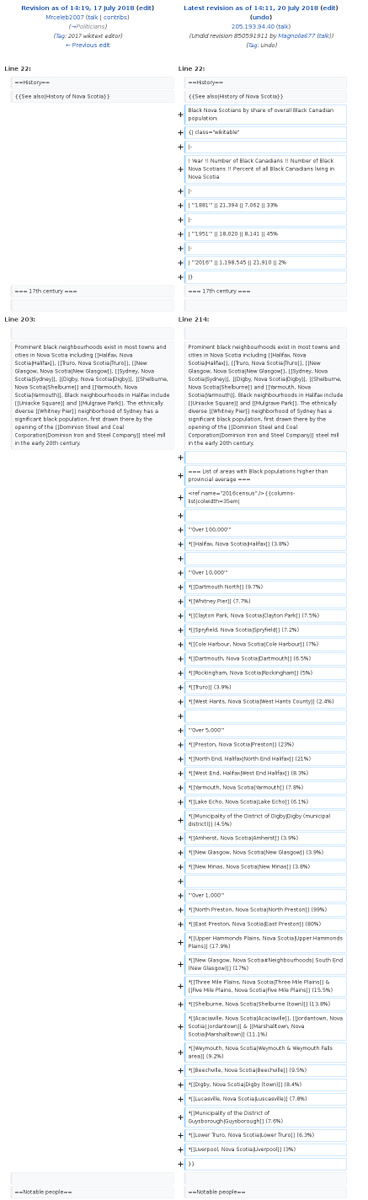 Revision as of 14:19, 17 July 2018 (edit)
Mrceleb2007 (talk | contribs)
(→Politicians)
(Tag: 2017 wikitext editor)
← Previous edit
Latest revision as of 14:11, 20 July 2018 (edit)
(undo)
205.193.94.40 (talk)
(Undid revision 850591911 by Magnolia677 (talk))
(Tag: Undo)
Line 22:
Line 22:
==History==
==History==
{{See also|History of Nova Scotia}}
{{See also|History of Nova Scotia}}
+ Black Nova Scotians by share of overall Black Canadian
population:
+ {| class="wikitable"
+ |-
+ ! Year !! Number of Black Canadians !! Number of Black
Nova Scotians !! Percent of all Black Canadians living in
Nova Scotia
+ |-
+ | '''1881''' || 21,394 || 7,062 || 33%
+ |-
+ | '''1951''' || 18,020 || 8,141 || 45%
+ |-
+ | '''2016''' || 1,198,545 || 21,910 || 2%
+ |}
=== 17th century ===
=== 17th century ===
Line 203:
Line 214:
Prominent black neighbourhoods exist in most towns and
cities in Nova Scotia including [[Halifax, Nova
Scotia|Halifax]], [[Truro, Nova Scotia|Truro]], [[New
Glasgow, Nova Scotia|New Glasgow]], [[Sydney, Nova
Scotia|Sydney]], [[Digby, Nova Scotia|Digby]], [[Shelburne,
Nova Scotia|Shelburne]] and [[Yarmouth, Nova
Scotia|Yarmouth]]. Black neighbourhoods in Halifax include
[[Uniacke Square]] and [[Mulgrave Park]]. The ethnically
diverse [[Whitney Pier]] neighborhood of Sydney has a
significant black population, first drawn there by the
opening of the [[Dominion Steel and Coal
Corporation|Dominion Iron and Steel Company]] steel mill
in the early 20th century.
Prominent black neighbourhoods exist in most towns and
cities in Nova Scotia including [[Halifax, Nova
Scotia|Halifax]], [[Truro, Nova Scotia|Truro]], [[New
Glasgow, Nova Scotia|New Glasgow]], [[Sydney, Nova
Scotia|Sydney]], [[Digby, Nova Scotia|Digby]], [[Shelburne,
Nova Scotia|Shelburne]] and [[Yarmouth, Nova
Scotia|Yarmouth]]. Black neighbourhoods in Halifax include
[[Uniacke Square]] and [[Mulgrave Park]]. The ethnically
diverse [[Whitney Pier]] neighborhood of Sydney has a
significant black population, first drawn there by the
opening of the [[Dominion Steel and Coal
Corporation|Dominion Iron and Steel Company]] steel mill
in the early 20th century.
+
+ === List of areas with Black populations higher than
provincial average ===
+ <ref name="2016census" /> {{columns-
list|colwidth=35em|
+
+ '''Over 100,000'''
+ *[[Halifax, Nova Scotia|Halifax]] (3.8%)
+
+ '''Over 10,000'''
+ *[[Dartmouth North]] (9.7%)
+ *[[Whitney Pier]] (7.7%)
+ *[[Clayton Park, Nova Scotia|Clayton Park]] (7.5%)
+ *[[Spryfield, Nova Scotia|Spryfield]] (7.2%)
+ *[[Cole Harbour, Nova Scotia|Cole Harbour]] (7%)
+ *[[Dartmouth, Nova Scotia|Dartmouth]] (6.5%)
+ *[[Rockingham, Nova Scotia|Rockingham]] (5%)
+ *[[Truro]] (3.9%)
+ *[[West Hants, Nova Scotia|West Hants County]] (2.4%)
+
+ '''Over 5,000'''
+ *[[Preston, Nova Scotia|Preston]] (23%)
+ *[[North End, Halifax|North End Halifax]] (21%)
+ *[[West End, Halifax|West End Halifax]] (8.3%)
+ *[[Yarmouth, Nova Scotia|Yarmouth]] (7.8%)
+ *[[Lake Echo, Nova Scotia|Lake Echo]] (6.1%)
+ *[[Municipality of the District of Digby|Digby (municipal
district)]] (4.5%)
+ *[[Amherst, Nova Scotia|Amherst]] (3.9%)
+ *[[New Glasgow, Nova Scotia|New Glasgow]] (3.9%)
+ *[[New Minas, Nova Scotia|New Minas]] (3.8%)
+
+ '''Over 1,000'''
+ *[[North Preston, Nova Scotia|North Preston]] (99%)
+ *[[East Preston, Nova Scotia|East Preston]] (80%)
+ *[[Upper Hammonds Plains, Nova Scotia|Upper Hammonds
Plains]] (17.9%)
+ *[[New Glasgow, Nova Scotia#Neighbourhoods| South End
(New Glasgow)]] (17%)
+ *[[Three Mile Plains, Nova Scotia|Three Mile Plains]] &
[[Five Mile Plains, Nova Scotia|Five Mile Plains]] (15.5%)
+ *[[Shelburne, Nova Scotia|Shelburne (town)]] (13.8%)
+ *[[Acaciaville, Nova Scotia|Acaciaville]], [[Jordantown, Nova
Scotia|Jordantown]] & [[Marshalltown, Nova
Scotia|Marshalltown]] (11.1%)
+ *[[Weymouth, Nova Scotia|Weymouth & Weymouth Falls
area]] (9.2%)
+ *[[Beechville, Nova Scotia|Beechville]] (9.5%)
+ *[[Digby, Nova Scotia|Digby (town)]] (8.4%)
+ *[[Lucasville, Nova Scotia|Lucasville]] (7.8%)
+ *[[Municipality of the District of
Guysborough|Guysborough]] (7.6%)
+ *[[Lower Truro, Nova Scotia|Lower Truro]] (6.3%)
+ *[[Liverpool, Nova Scotia|Liverpool]] (3%)
+ }}
==Notable people==
==Notable people==